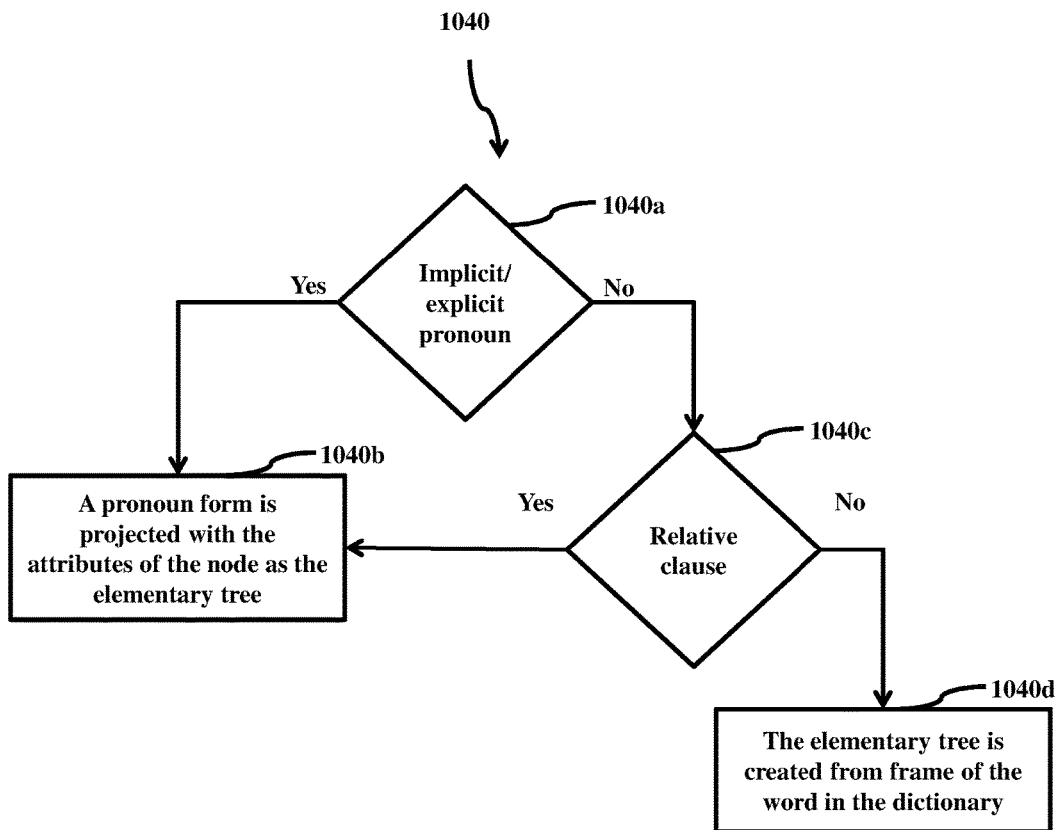 1040
1040a
Implicit/
explicit
pronoun
Yes
No
1040b
A pronoun form is
projected with the
attributes of the node as the
elementary tree
1040c
Yes
No
Relative
clause
1040d
The elementary tree is
created from frame of the
word in the dictionary